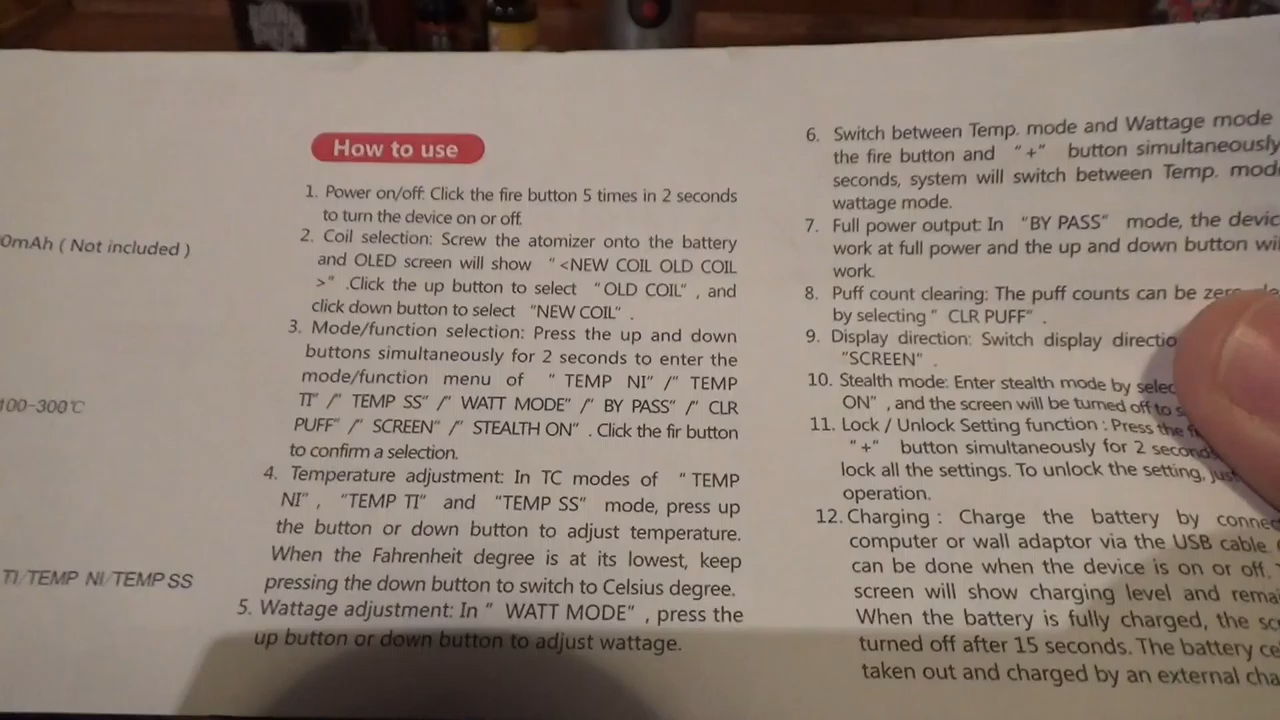 0mAh ( Not included )
100-300℃
TI/TEMP NI/TEMP SS
How to use
1. Power on/off: Click the fire button 5 times in 2 seconds
to turn the device on or off.
2. Coil selection: Screw the atomizer onto the battery
and OLED screen will show “<NEW COIL OLD COIL
>” .Click the up button to select “OLD COIL” , and
click down button to select “NEW COIL” .
3. Mode/function selection: Press the up and down
buttons simultaneously for 2 seconds to enter the
mode/function menu of “ TEMP NI” /” TEMP
TI” /” TEMP SS” /” WATT MODE” /” BY PASS” /” CLR
PUFF” /” SCREEN” /” STEALTH ON” . Click the fir button
to confirm a selection.
4. Temperature adjustment: In TC modes of “ TEMP
NI” , “TEMP TI” and “TEMP SS” mode, press up
the button or down button to adjust temperature.
When the Fahrenheit degree is at its lowest, keep
pressing the down button to switch to Celsius degree.
5. Wattage adjustment: In ” WATT MODE” , press the
up button or down button to adjust wattage.
6. Switch between Temp. mode and Wattage mode
the fire button and “+” button simultaneously
seconds, system will switch between Temp. mod
wattage mode.
7. Full power output: In “BY PASS” mode, the devic
work at full power and the up and down button wil
work.
8. Puff count clearing: The puff counts can be
by selecting ” CLR PUFF” .
9. Display direction: Switch display directio
“SCREEN” .
10. Stealth mode: Enter stealth mode by selec
ON” , and the screen will be turned off to s
11. Lock / Unlock Setting function : Press the f
“+” button simultaneously for 2 seconds
lock all the settings. To unlock the setting, just
operation.
12. Charging : Charge the battery by connec
computer or wall adaptor via the USB cable.
can be done when the device is on or off.
screen will show charging level and rema
When the battery is fully charged, the sc
turned off after 15 seconds. The battery ce
taken out and charged by an external cha